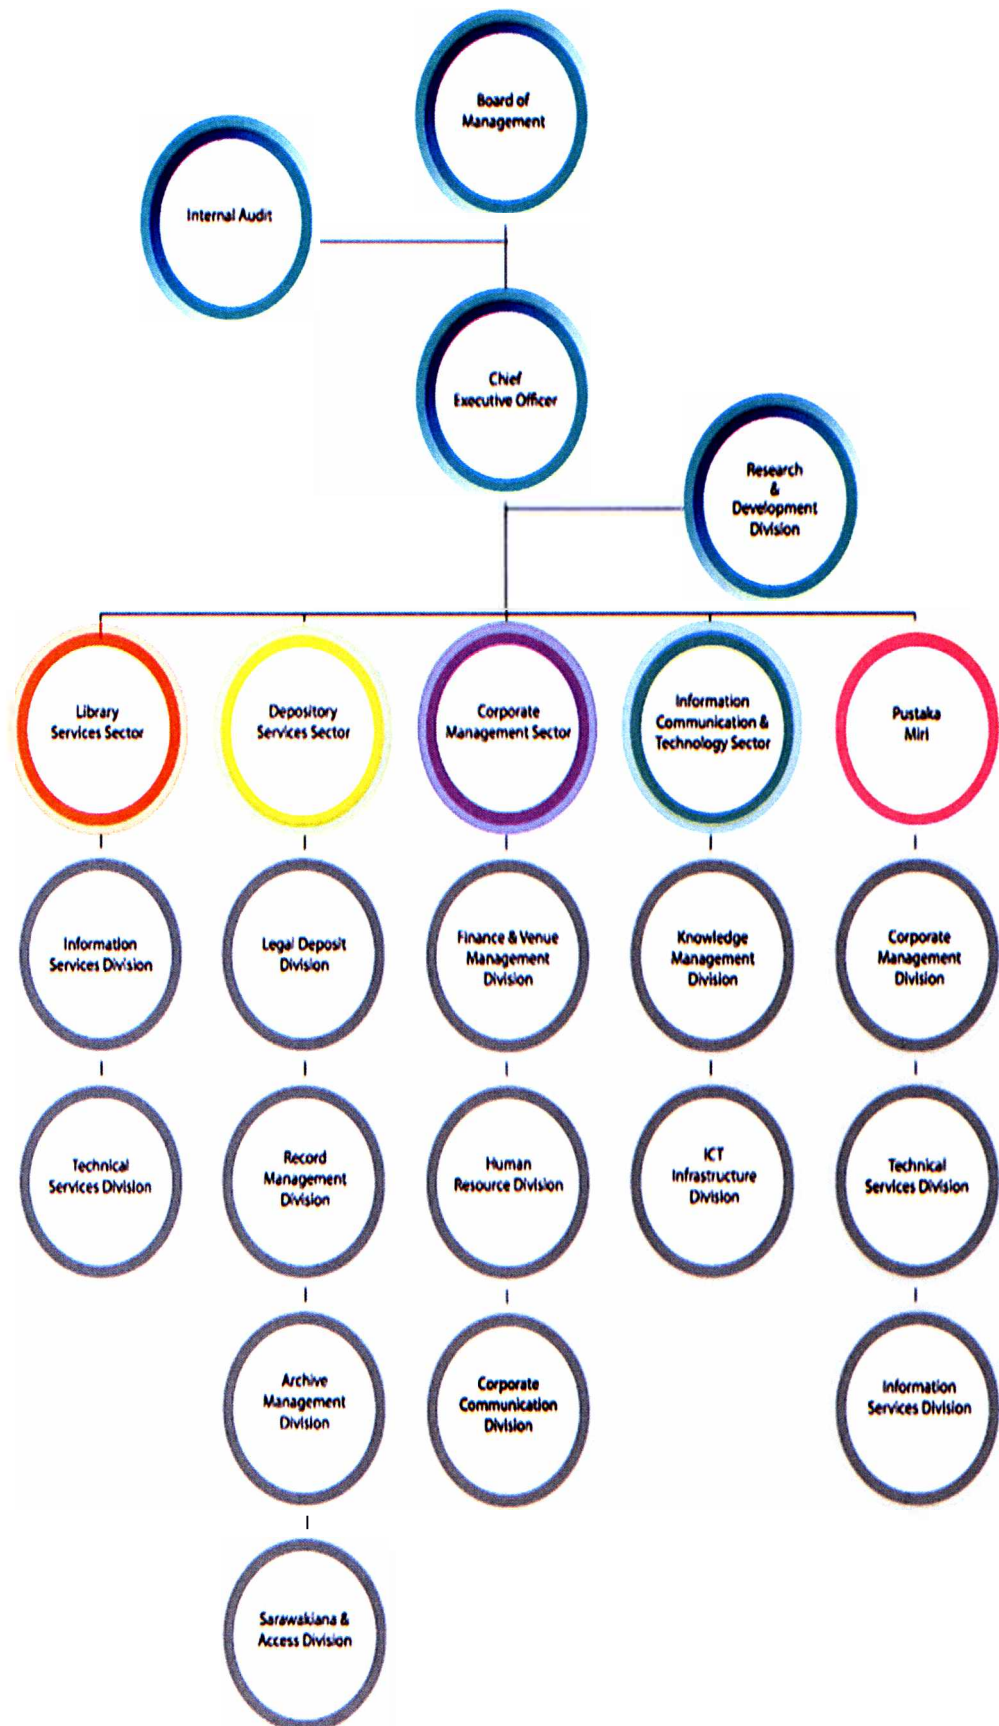 Board of
Management
Internal Audit
Chief
Executive Officer
Research
&
Development
Division
Library
Services Sector
Depository
Services Sector
Corporate
Management Sector
Information
Communication &
Technology Sector
Pustaka
Miri
Information
Services Division
Legal Deposit
Division
Finance & Venue
Management
Division
Knowledge
Management
Division
Corporate
Management
Division
Technical
Services Division
Record
Management
Division
Human
Resource Division
ICT
Infrastructure
Division
Technical
Services Division
Archive
Management
Division
Corporate
Communication
Division
Information
Services Division
Sarawakiana &
Access Division